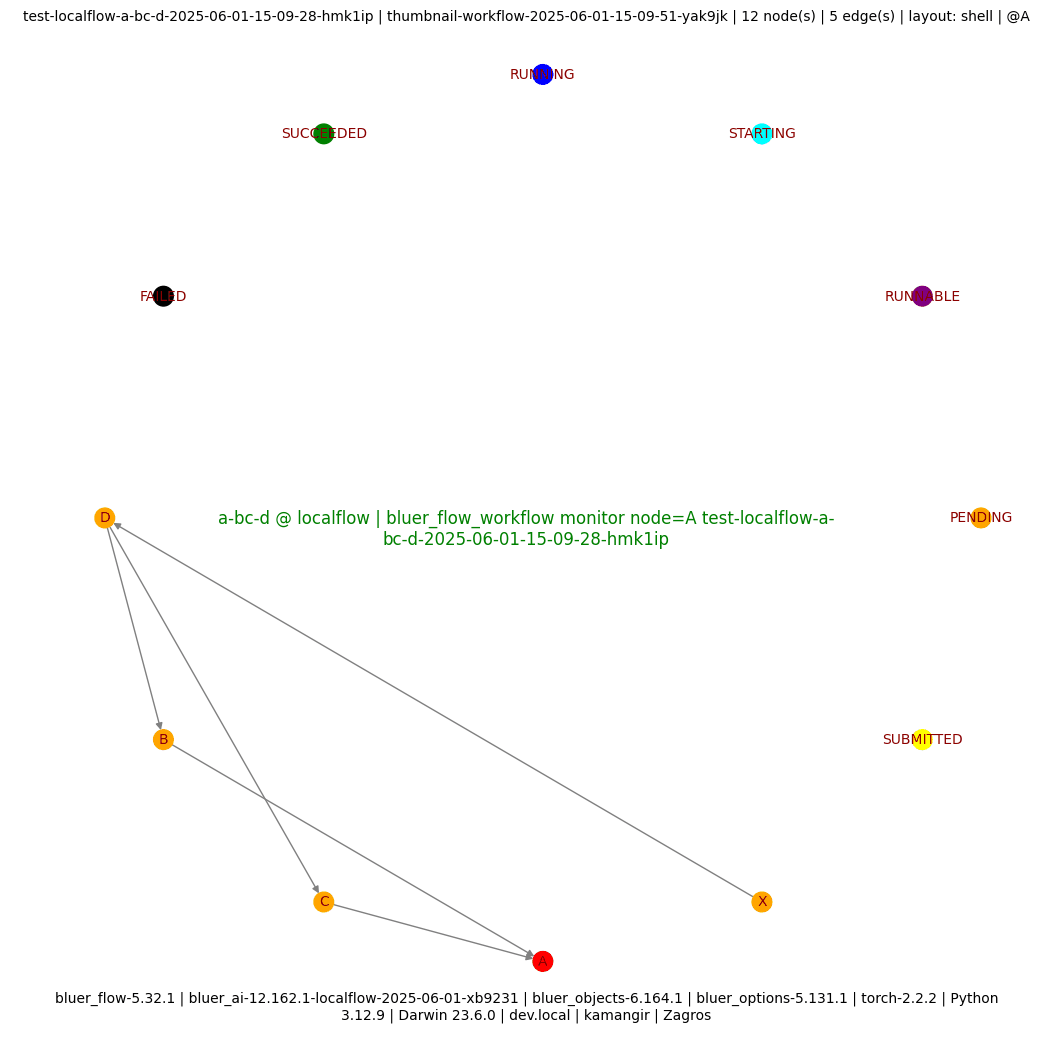 test-localflow-a-bc-d-2025-06-01-15-09-28-hmk1ip | thumbnail-workflow-2025-06-01-15-09-51-yak9jk | 12 node(s) | 5 edge(s) | layout: shell | @A
RUNNING
SUCCEEDED
STARTING
FAILED
RUNNABLE
D
a-bc-d @ localflow | bluer_flow_workflow monitor node=A test-localflow-a-
bc-d-2025-06-01-15-09-28-hmk1ip
PENDING
B
SUBMITTED
C
X
A
bluer_flow-5.32.1 | bluer_ai-12.162.1-localflow-2025-06-01-xb9231 | bluer_objects-6.164.1 | bluer_options-5.131.1 | torch-2.2.2 | Python
3.12.9 | Darwin 23.6.0 | dev.local | kamangir | Zagros